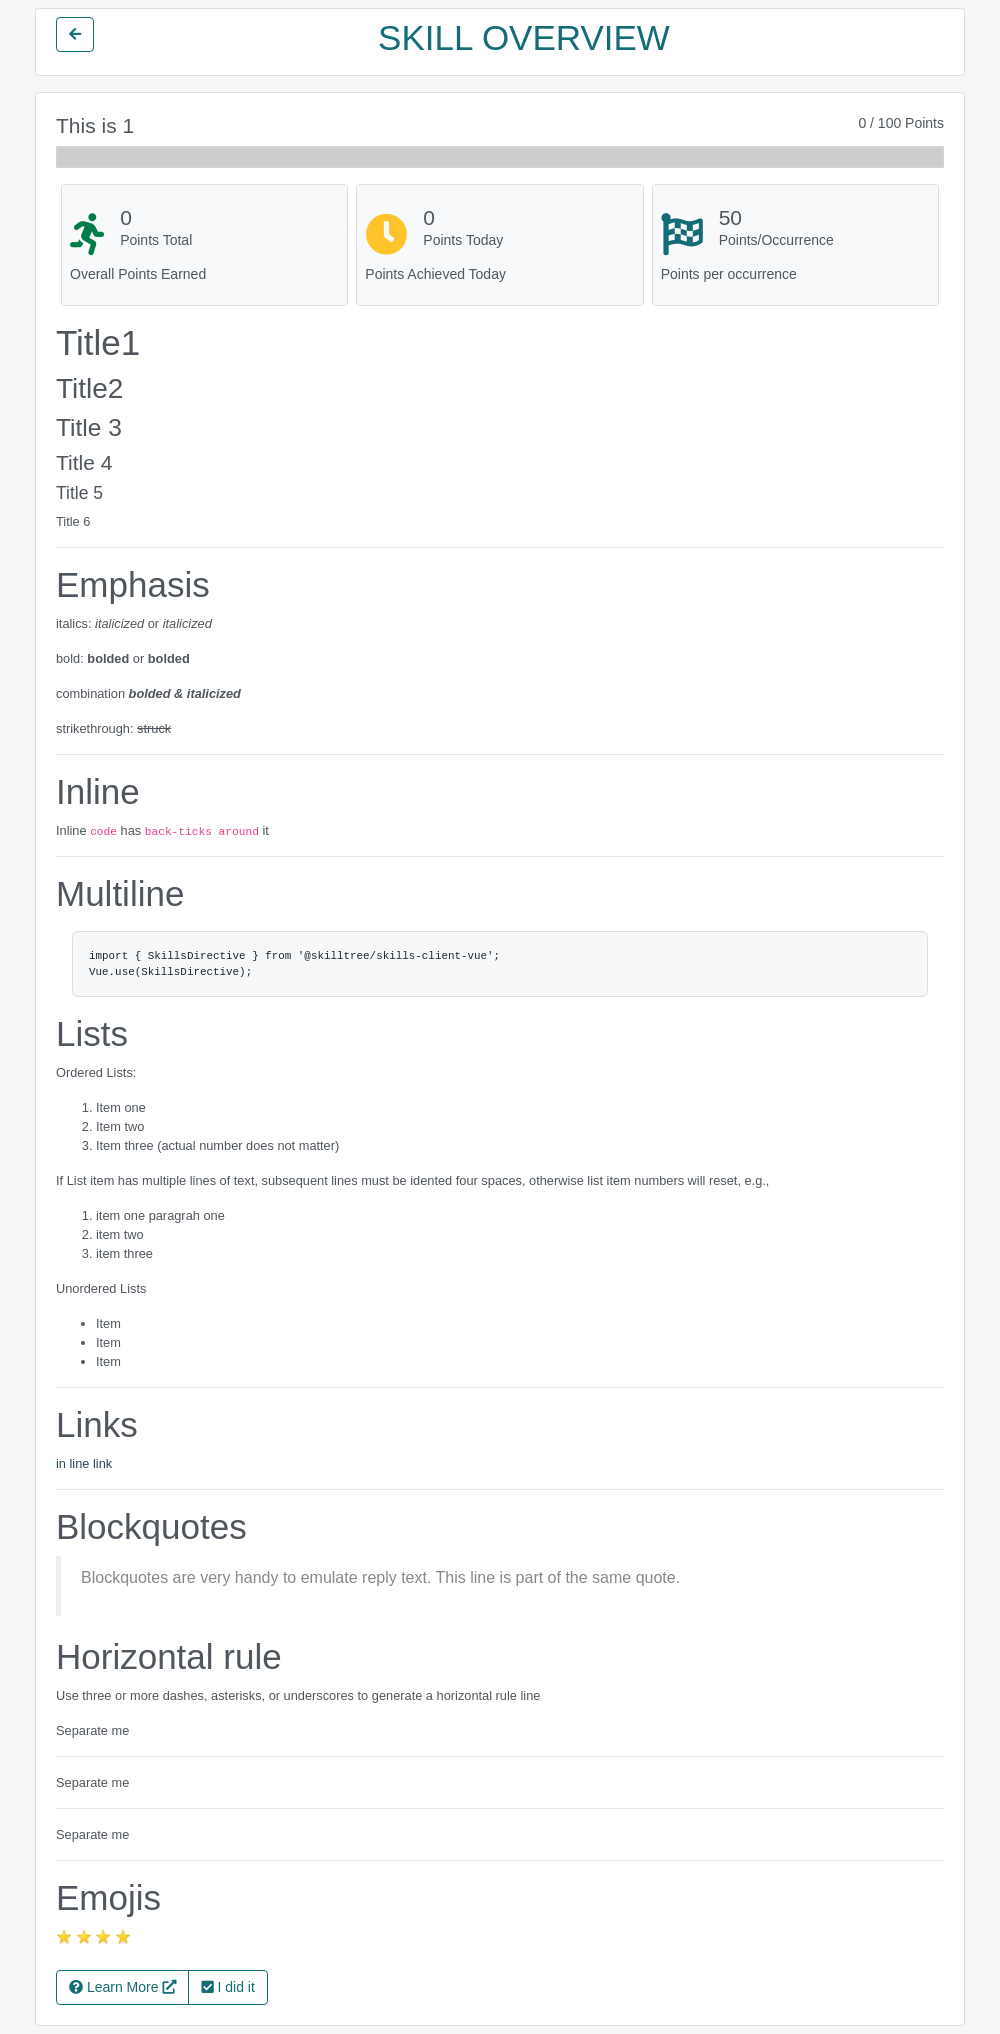 SKILL OVERVIEW
This is 1
0 / 100 Points
0
Points Total
Overall Points Earned
0
Points Today
Points Achieved Today
50
Points/Occurrence
Points per occurrence
Title1
Title2
Title 3
Title 4
Title 5
Title 6
Emphasis
italics: italicized or italicized
bold: bolded or bolded
combination bolded & italicized
strikethrough: struck
Inline
Inline code has back-ticks around it
Multiline
import { SkillsDirective } from '@skilltree/skills-client-vue';
Vue.use(SkillsDirective);
Lists
Ordered Lists:
1. Item one
2. Item two
3. Item three (actual number does not matter)
If List item has multiple lines of text, subsequent lines must be idented four spaces, otherwise list item numbers will reset, e.g.,
1. item one paragrah one
2. item two
3. item three
Unordered Lists
• Item
• Item
• Item
Links
in line link
Blockquotes
Blockquotes are very handy to emulate reply text. This line is part of the same quote.
Horizontal rule
Use three or more dashes, asterisks, or underscores to generate a horizontal rule line
Separate me
Separate me
Separate me
Emojis
⭐ ⭐ ⭐ ⭐
Learn More
I did it